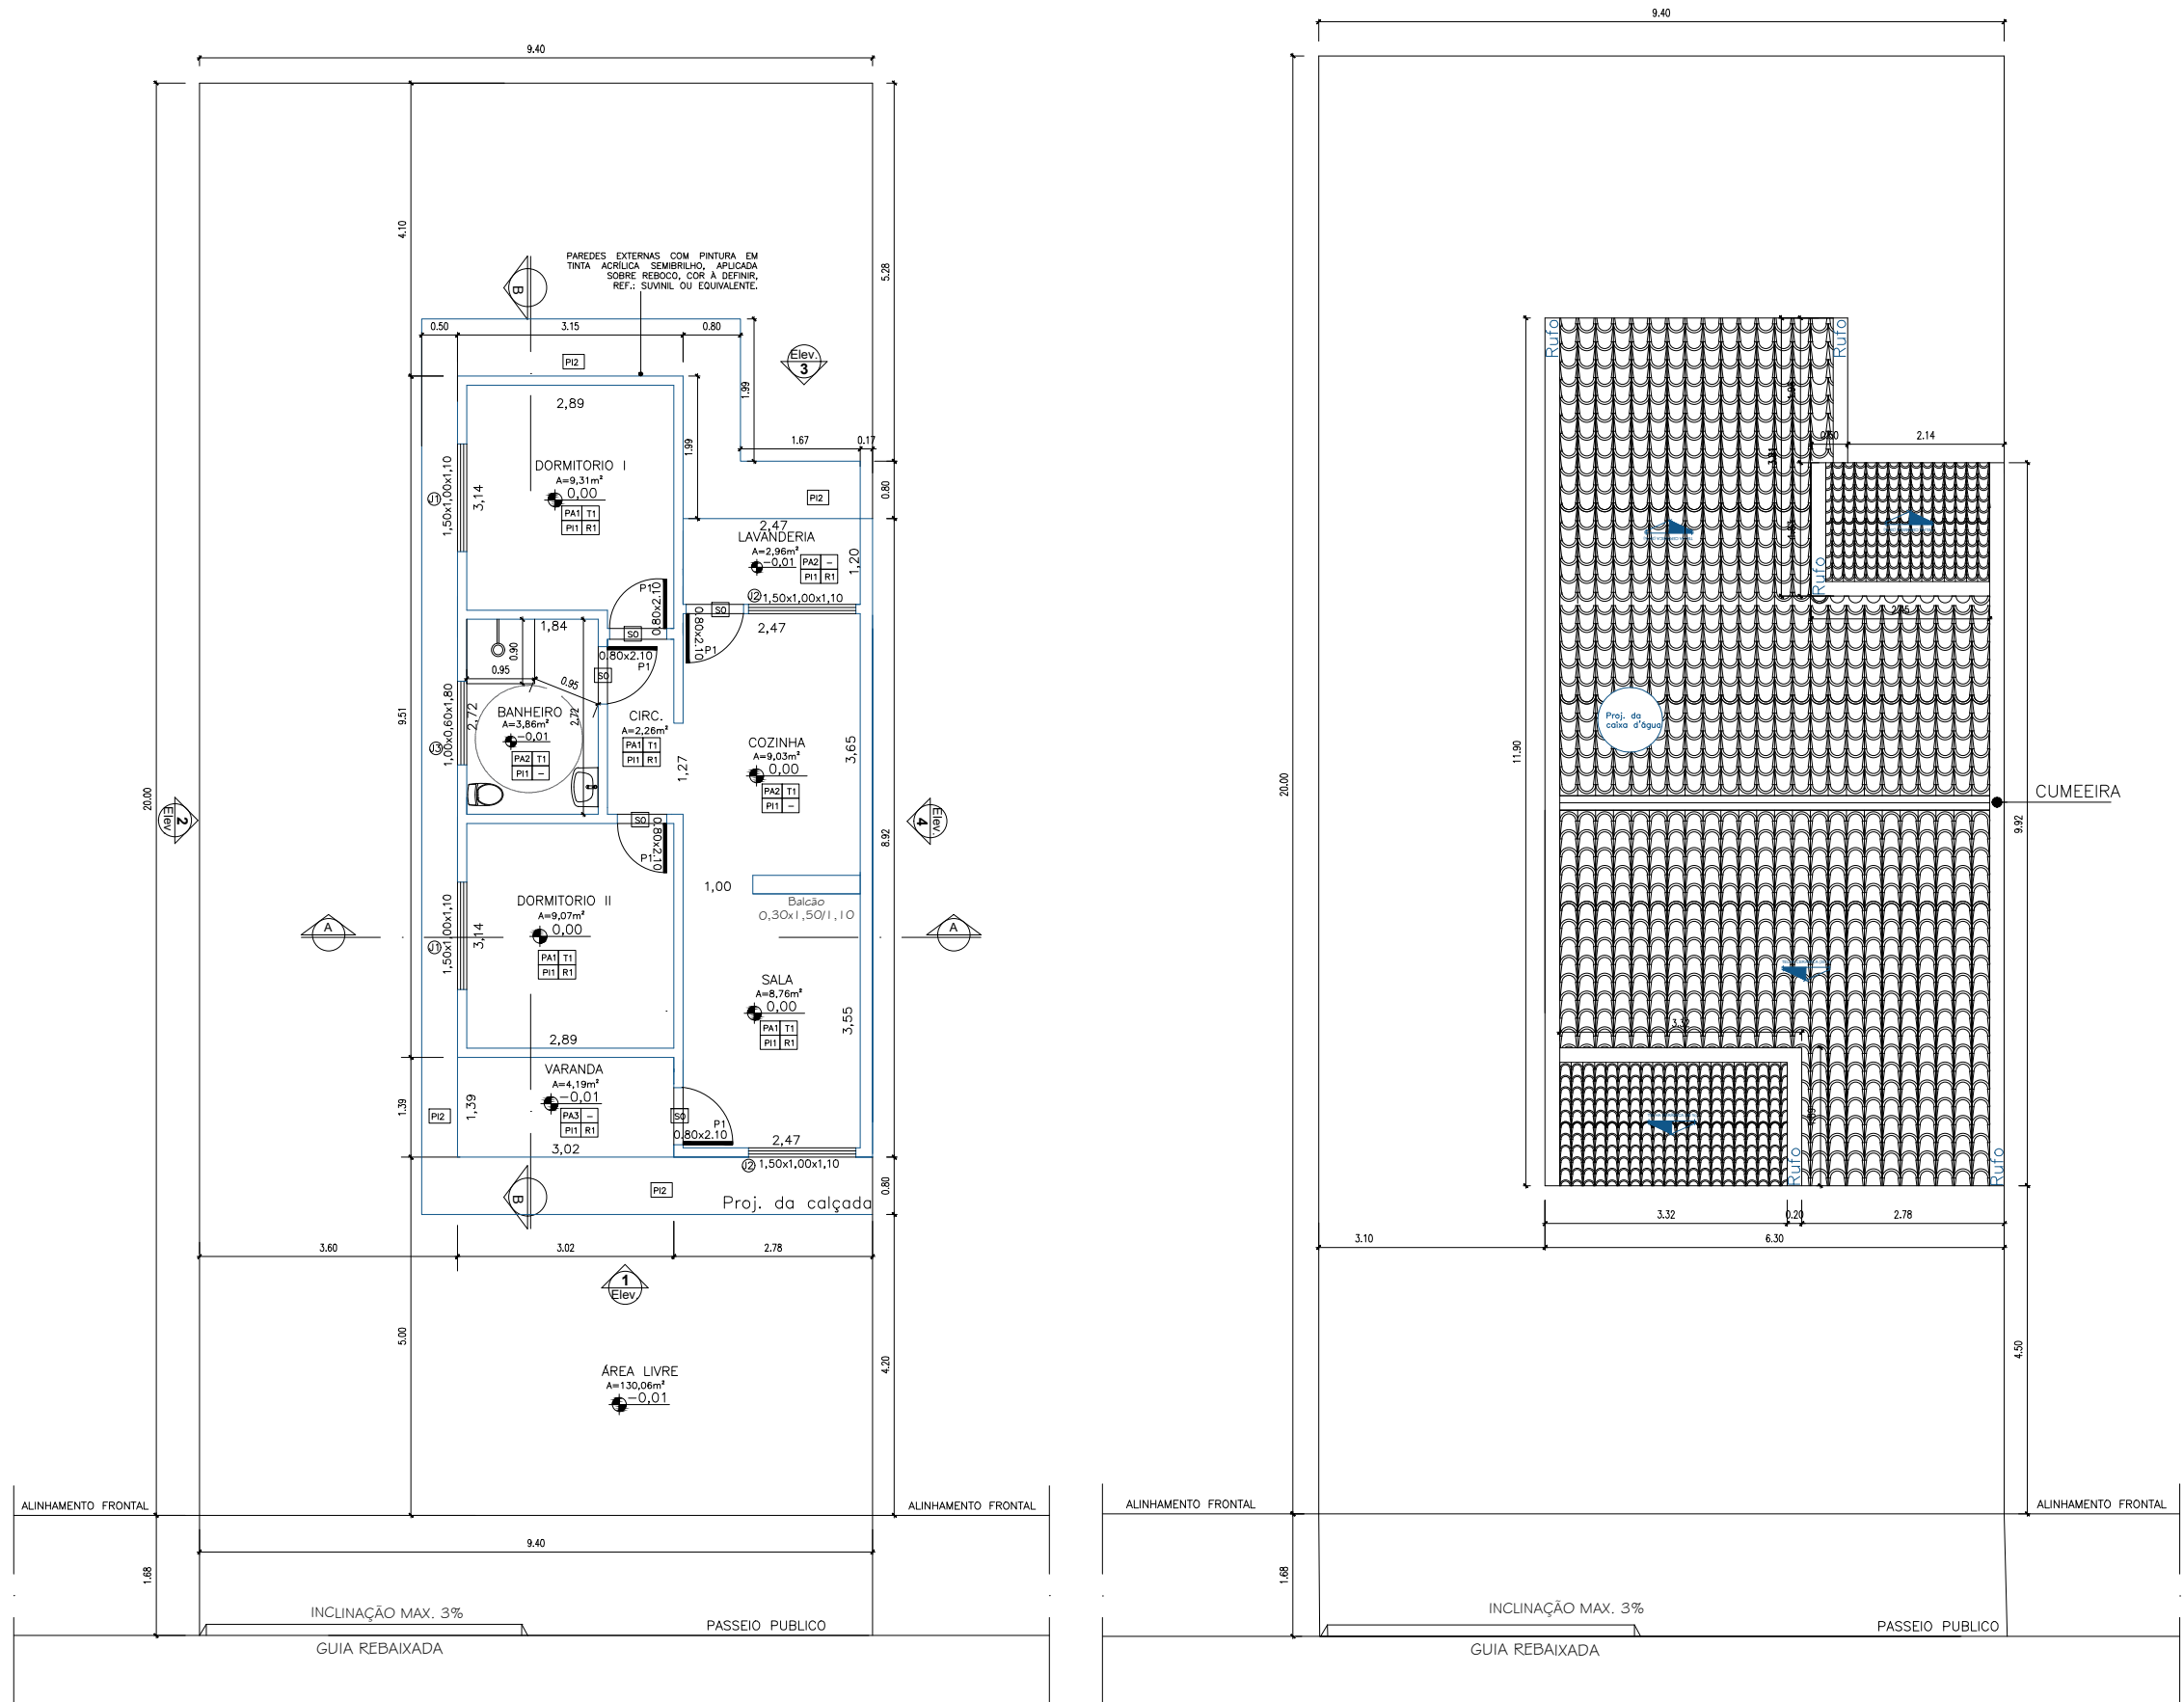 9.40
4.10
5.28
PAREDES EXTERNAS COM PINTURA EM
TINTA ACRÍLICA SEMIBRILHO, APLICADA
SOBRE REBOCO, COR À DEFINIR,
REF.: SUVINIL OU EQUIVALENTE.
B
0.50
3.15
0.80
PI2
Elev.
3
1.99
1.99
2,89
1.67
0.17
DORMITORIO I
A=9,31m²
0,00
PA1 T1
PI1 R1
J1
1,50x1,00x1,10
3,14
PI2
0.80
2,47
LAVANDERIA
A=2,96m²
-0,01
PA2 -
PI1 R1
1,20
J2 1,50x1,00x1,10
P1
0.80x2.10
S0
S0
0.80x2.10
P1
2,47
1,84
0.90
0.95
0.95
0.80x2.10
P1
S0
9.51
J3
1,00x0,60x1,80
2,72
2,72
BANHEIRO
A=3,86m²
-0,01
PA2 T1
PI1 -
CIRC.
A=2,26m²
PA1 T1
PI1 R1
1,27
COZINHA
A=9,03m²
0,00
PA2 T1
PI1 -
3,65
20.00
Elev
2
4
Elev
8.92
S0
0.80x2.10
P1
1,00
Balcão
0,30x1,50/1,10
DORMITORIO II
A=9,07m²
0,00
PA1 T1
PI1 R1
J1
1,50x1,00x1,10
3,14
A
A
SALA
A=8,76m²
0,00
PA1 T1
PI1 R1
3,55
2,89
VARANDA
A=4,19m²
-0,01
PA3 -
PI1 R1
1.39
PI2
1,39
3,02
S0
P1
0.80x2.10
2,47
J2 1,50x1,00x1,10
B
PI2
Proj. da calçada
0.80
3.60
3.02
2.78
1
Elev.
5.00
4.20
ÁREA LIVRE
A=130,06m²
-0,01
ALINHAMENTO FRONTAL
ALINHAMENTO FRONTAL
9.40
1.68
INCLINAÇÃO MAX. 3%
PASSEIO PUBLICO
GUIA REBAIXADA
9.40
Rufo
Rufo
2.14
Rufo
11.90
20.00
Proj. da
caixa d'água
CUMEEIRA
9.92
3.32
Rufo
Rufo
3.32
0.20
2.78
3.10
6.30
4.50
ALINHAMENTO FRONTAL
ALINHAMENTO FRONTAL
1.68
INCLINAÇÃO MAX. 3%
PASSEIO PUBLICO
GUIA REBAIXADA